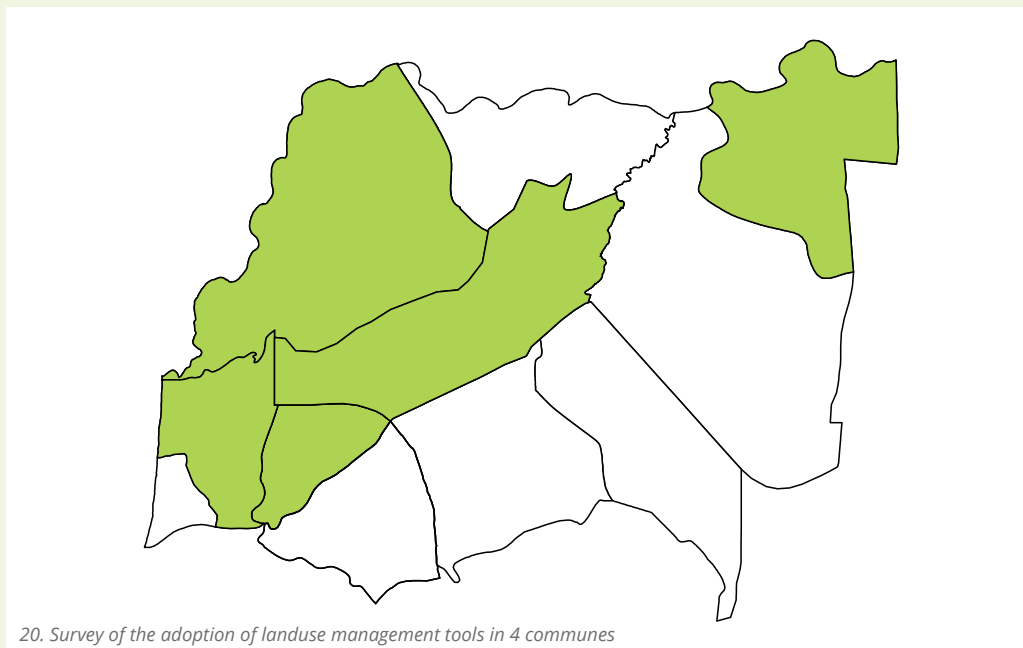 20. Survey of the adoption of landuse management tools in 4 communes